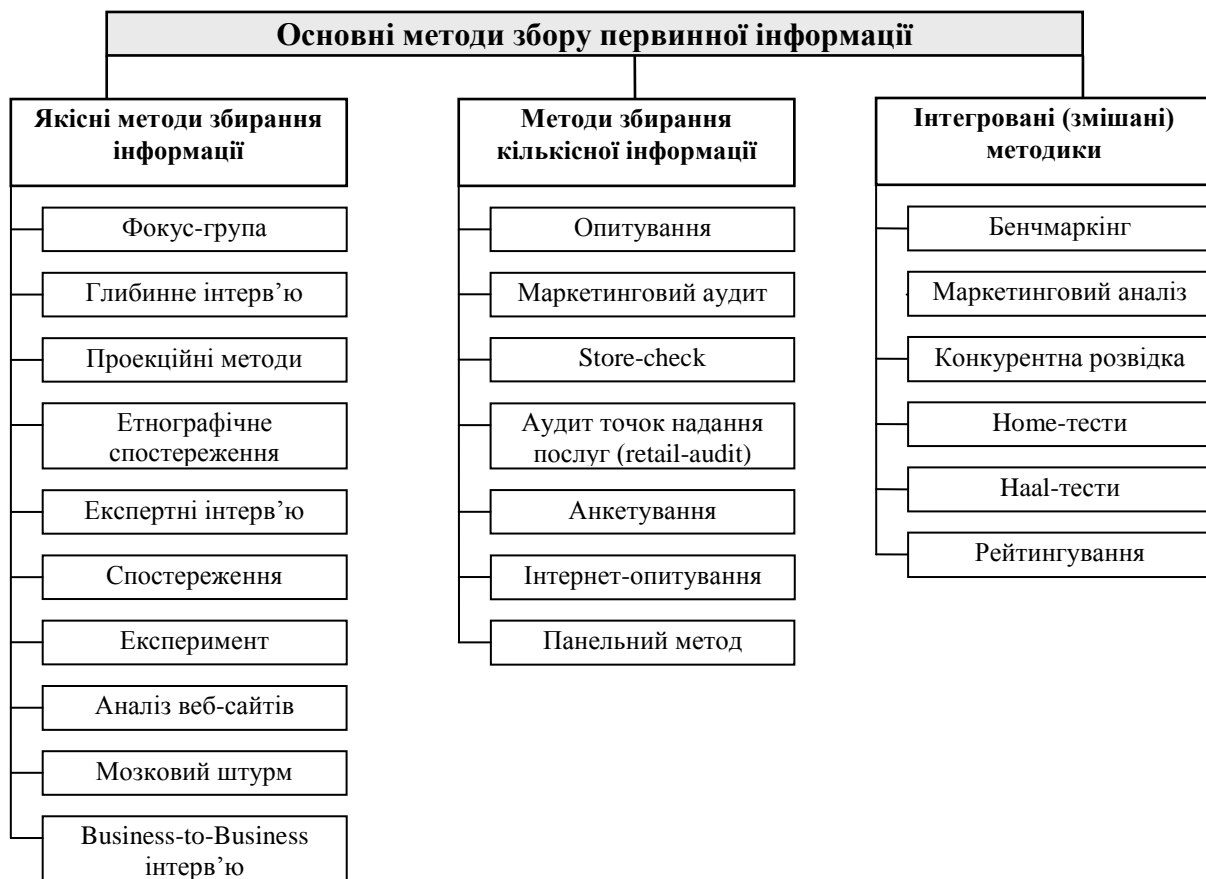 Основні методи збору первинної інформації
Якісні методи збирання
інформації
Фокус-група
Глибинне інтерв’ю
Проекційні методи
Етнографічне
спостереження
Експертні інтерв’ю
Спостереження
Експеримент
Аналіз веб-сайтів
Мозковий штурм
Business-to-Business
інтерв’ю
Методи збирання
кількісної інформації
Опитування
Маркетинговий аудит
Store-check
Аудит точок надання
послуг (retail-audit)
Анкетування
Інтернет-опитування
Панельний метод
Інтегровані (змішані)
методики
Бенчмаркінг
Маркетинговий аналіз
Конкурентна розвідка
Home-тести
Haal-тести
Рейтингування